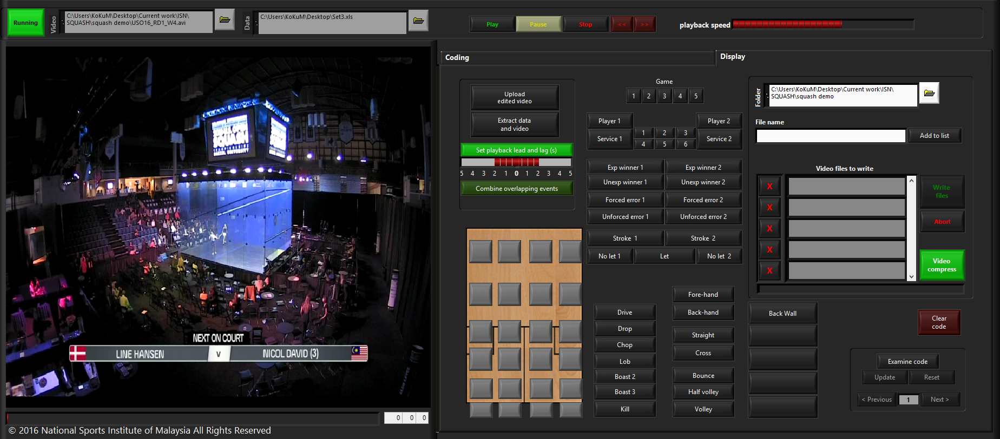 Running
Video
C:\Users\KoKuM\Desktop\Current work\ISN\
SQUASH\squash demo\USO16_RD1_W4.avi
Data
C:\Users\KoKuM\Desktop\Set3.xls
Play
Pause
Stop
<<
>>
playback speed
SQUASH
NEXT ON COURT
LINE HANSEN
V
NICOL DAVID (3)
0
0
0
© 2016 National Sports Institute of Malaysia All Rights Reserved
Coding
Display
Upload
edited video
Extract data
and video
Set playback lead and lag (s)
5 4 3 2 1 0 1 2 3 4 5
Combine overlapping events
Game
1 2 3 4 5
Player 1
Player 2
Service 1
1 2 3
4 5 6
Service 2
Exp winner 1
Exp winner 2
Unexp winner 1
Unexp winner 2
Forced error 1
Forced error 2
Unforced error 1
Unforced error 2
Stroke 1
Stroke 2
No let 1
Let
No let 2
Drive
Drop
Chop
Lob
Boast 2
Boast 3
Kill
Fore-hand
Back-hand
Straight
Cross
Bounce
Half volley
Volley
Folder
C:\Users\KoKuM\Desktop\Current work\ISN\
SQUASH\squash demo
File name
Add to list
Video files to write
X
X
X
X
X
Write
files
Abort
Video
compress
Back Wall
Clear
code
Examine code
Update
Reset
< Previous
1
Next >